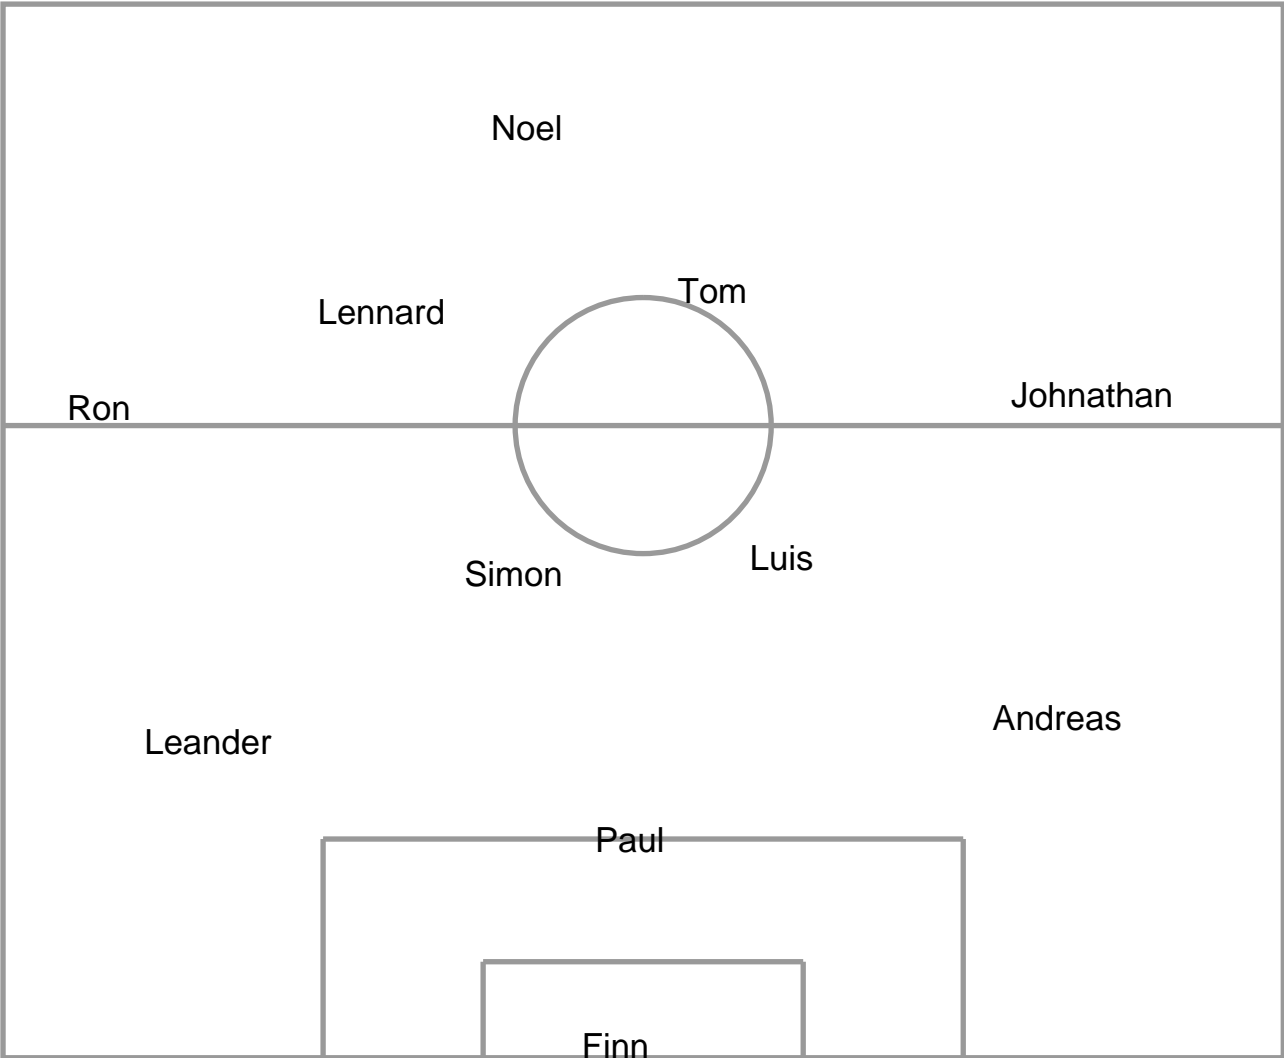 Noel
Tom
Lennard
Johnathan
Ron
Luis
Simon
Andreas
Leander
Paul
Finn